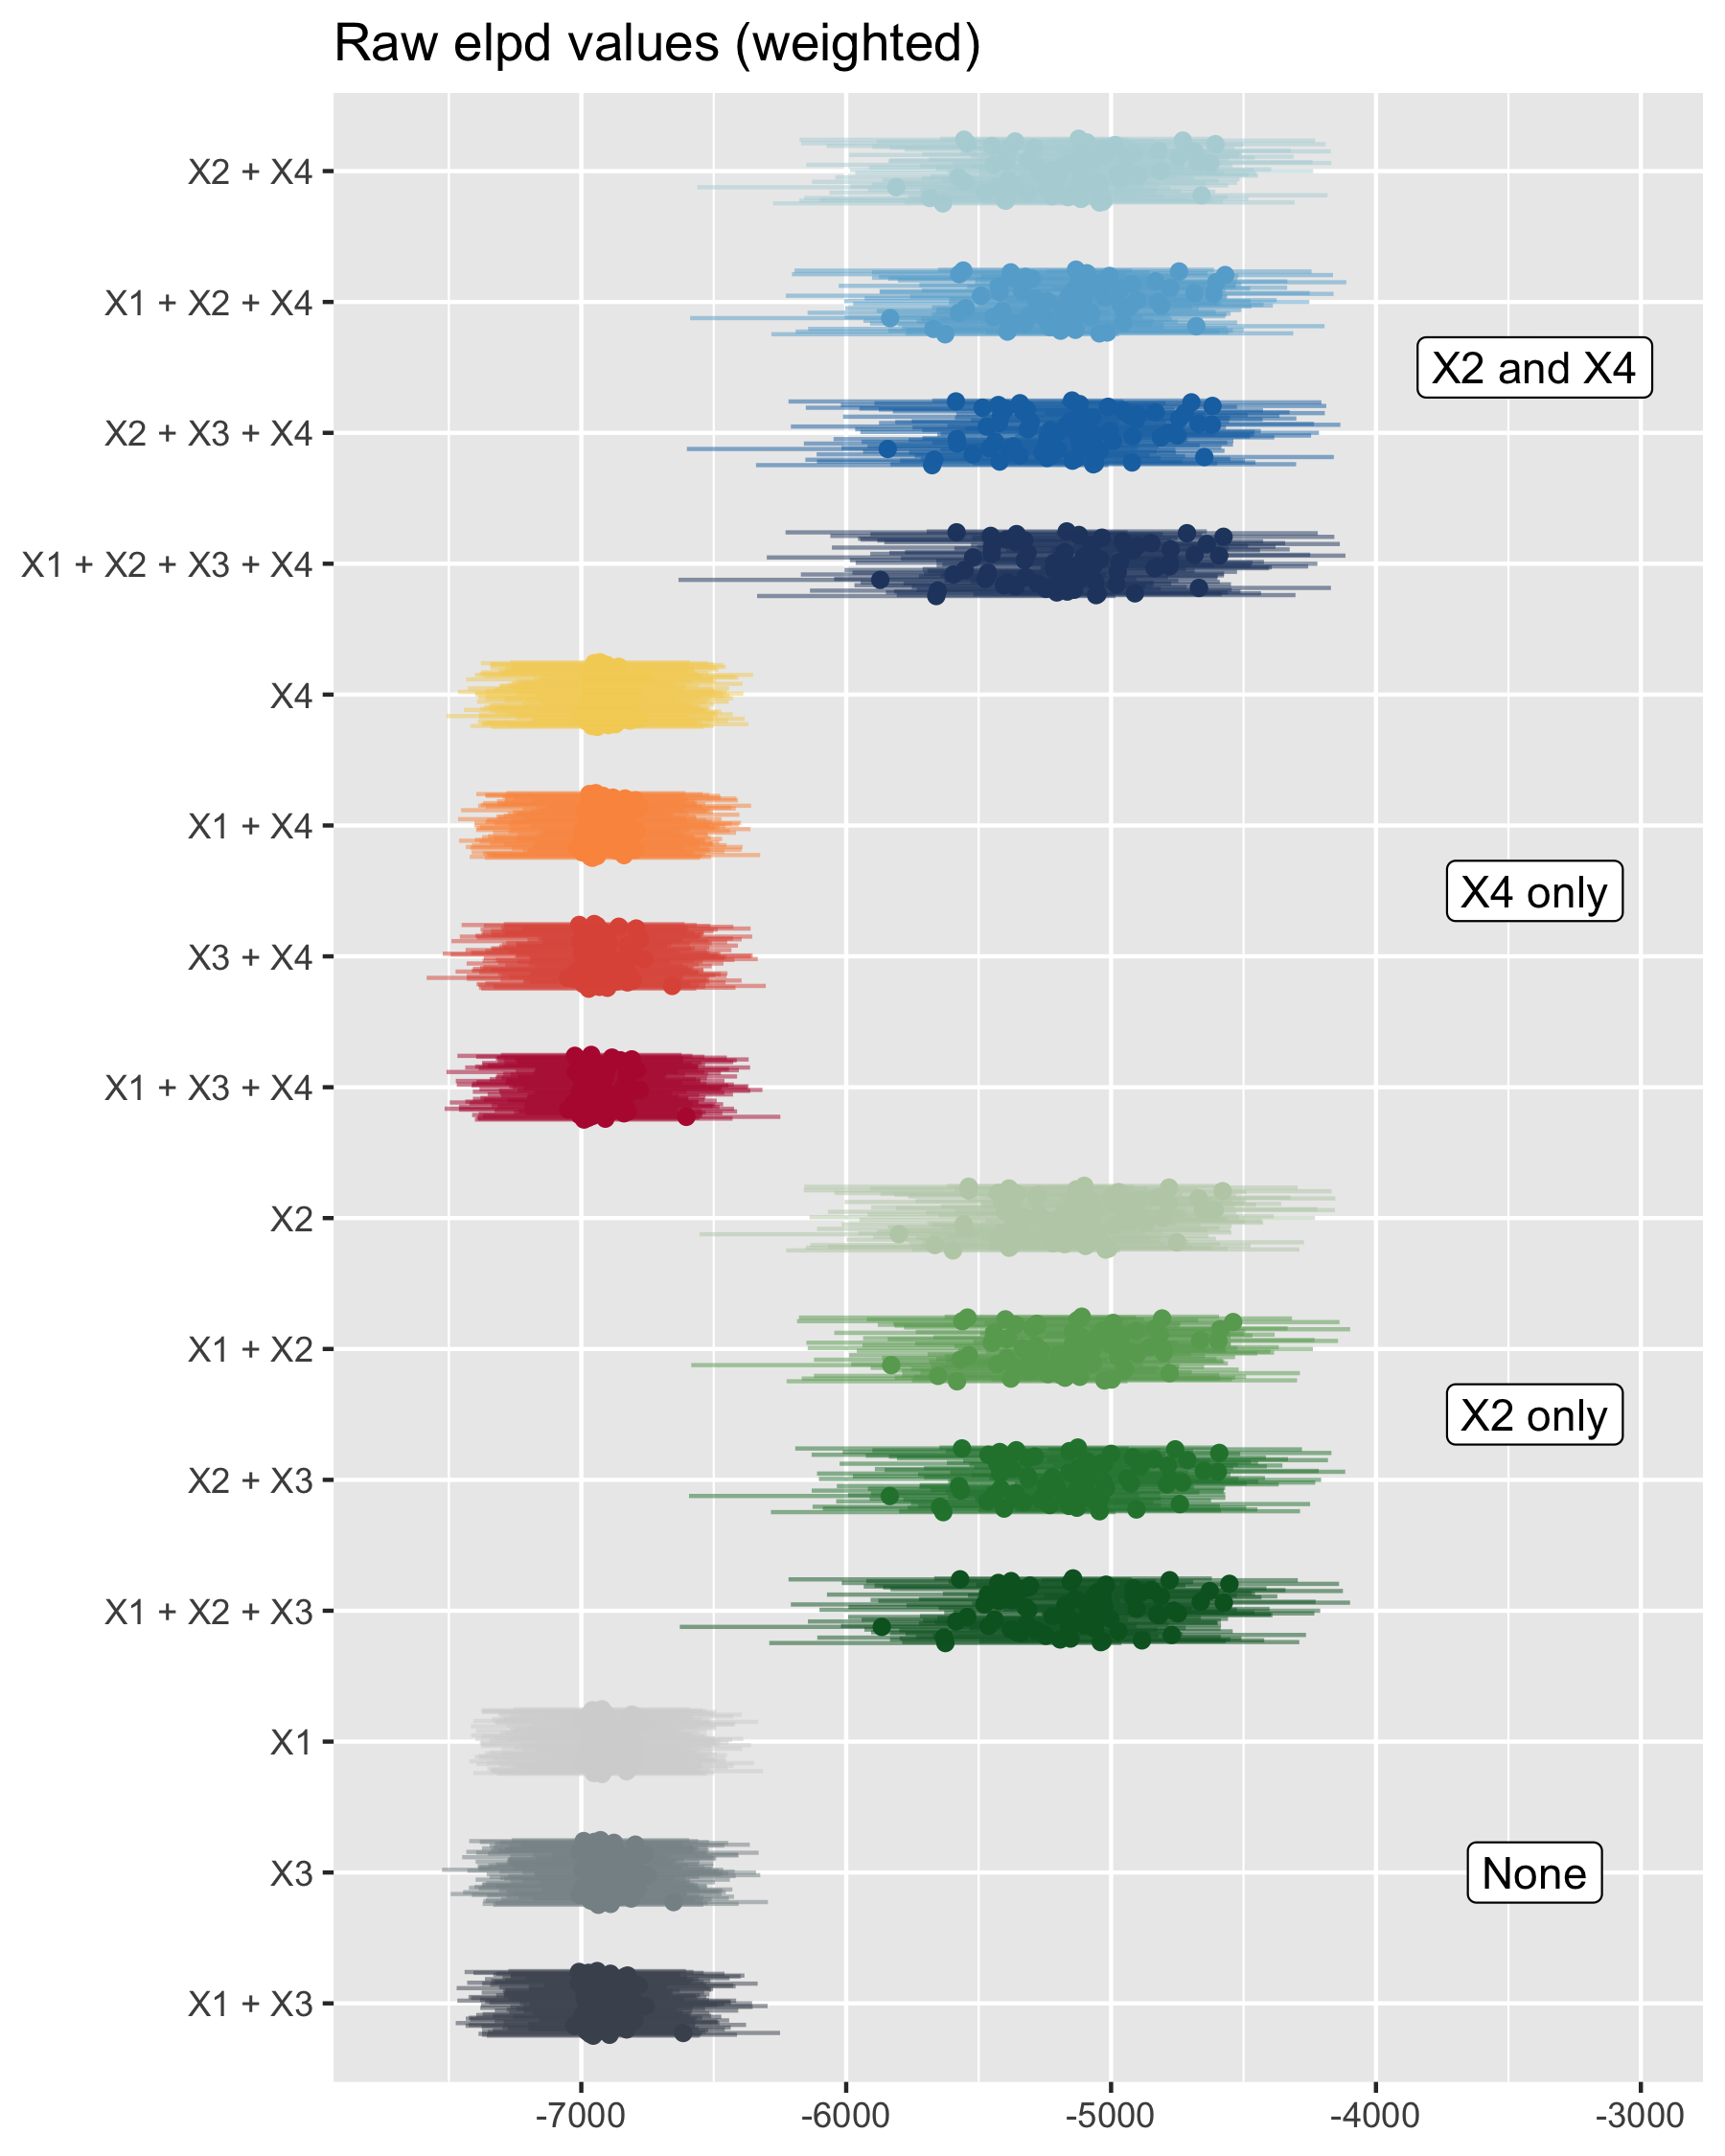 Raw elpd values (weighted)
X2 + X4
X1 + X2 + X4
X2 and X4
X2 + X3 + X4
X1 + X2 + X3 + X4
X4
X1 + X4
X4 only
X3 + X4
X1 + X3 + X4
X2
X1 + X2
X2 only
X2 + X3
X1 + X2 + X3
X1
X3
None
X1 + X3
-7000 -6000 -5000 -4000 -3000